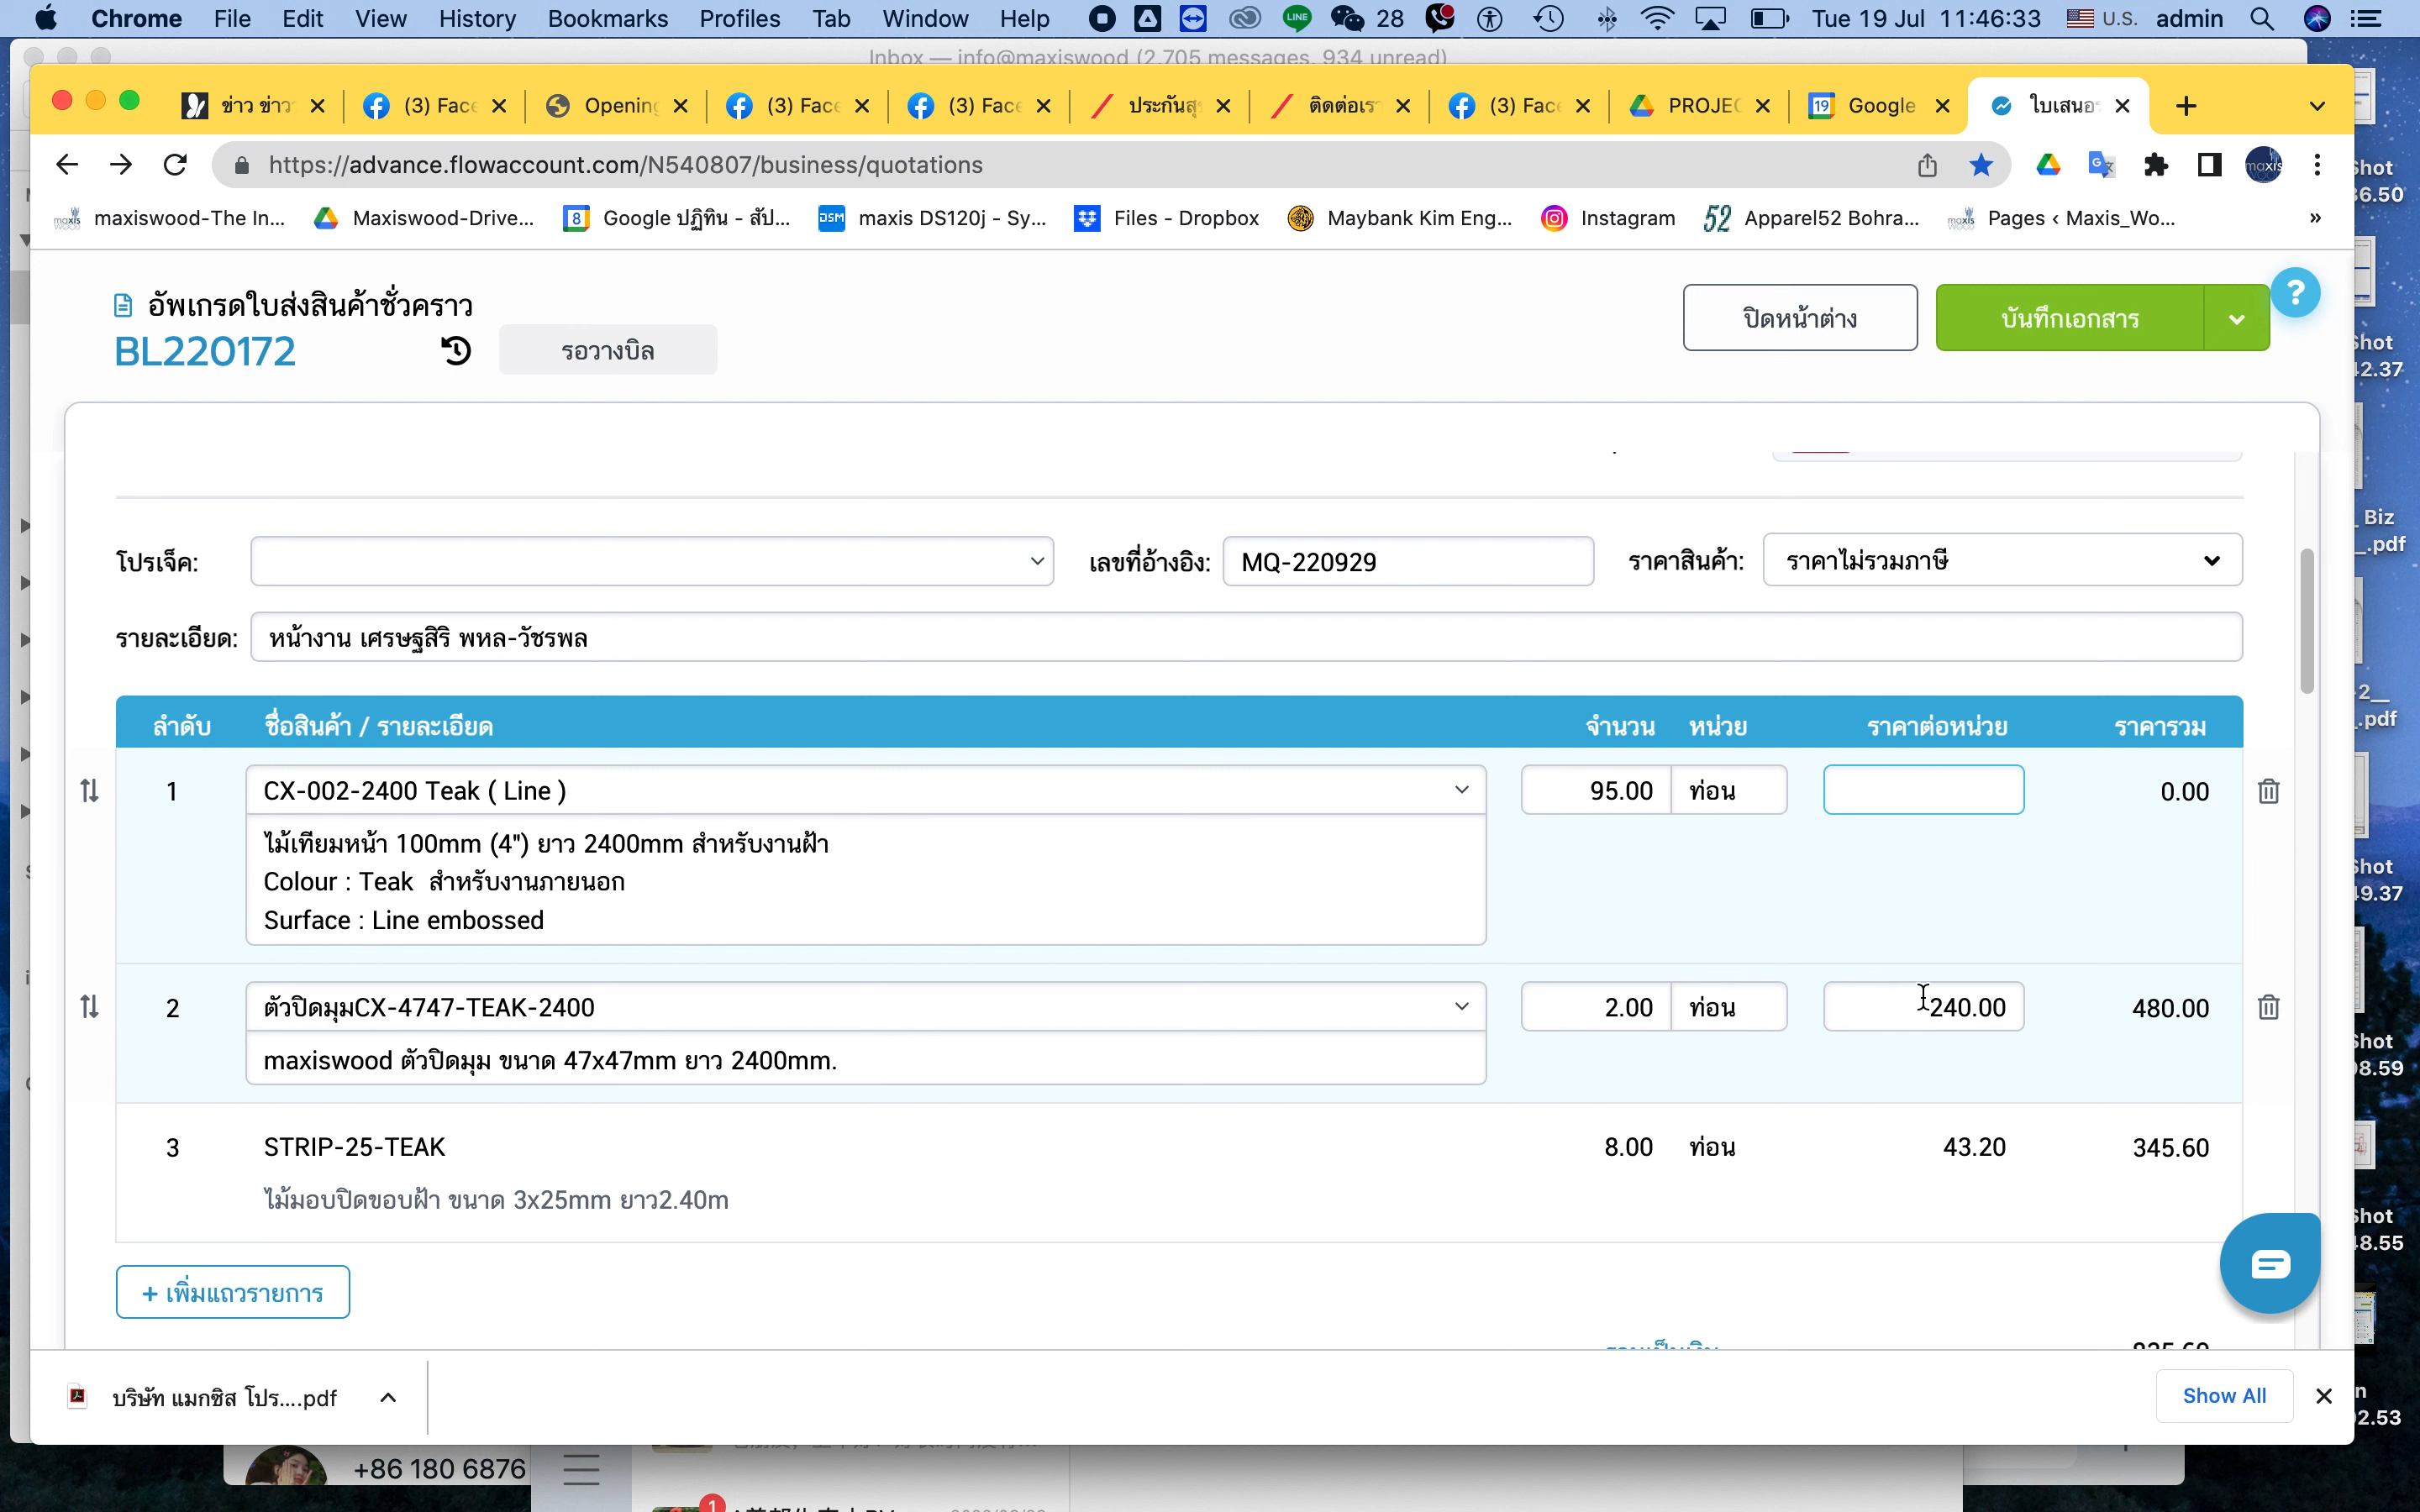 Chrome File Edit View History Bookmarks Profiles Tab Window Help 28 Tue 19 Jul 11:46:33 U.S. admin
Inbox — info@maxiswood (2,705 messages, 934 unread)
ข่าว ข่าว (3) Face Opening (3) Face (3) Face ประกันสุ ติดต่อเรา (3) Face PROJEC 19 Google ใบเสนอ
https://advance.flowaccount.com/N540807/business/quotations
maxiswood-The In... Maxiswood-Drive... Google ปฏิทิน - สัป... DSM maxis DS120j - Sy... Files - Dropbox Maybank Kim Eng... Instagram 52 Apparel52 Bohra... Pages ‹ Maxis_Wo... »
อัพเกรดใบส่งสินค้าชั่วคราว
BL220172 รอวางบิล ปิดหน้าต่าง บันทึกเอกสาร ?
โปรเจ็ค: เลขที่อ้างอิง: MQ-220929 ราคาสินค้า: ราคาไม่รวมภาษี
รายละเอียด: หน้างาน เศรษฐสิริ พหล-วัชรพล
ลำดับ ชื่อสินค้า / รายละเอียด จำนวน หน่วย ราคาต่อหน่วย ราคารวม
1 CX-002-2400 Teak ( Line ) 95.00 ท่อน 0.00
ไม้เทียมหน้า 100mm (4") ยาว 2400mm สำหรับงานฝ้า
Colour : Teak สำหรับงานภายนอก
Surface : Line embossed
2 ตัวปิดมุมCX-4747-TEAK-2400 2.00 ท่อน 240.00 480.00
maxiswood ตัวปิดมุม ขนาด 47x47mm ยาว 2400mm.
3 STRIP-25-TEAK 8.00 ท่อน 43.20 345.60
ไม้มอบปิดขอบฝ้า ขนาด 3x25mm ยาว2.40m
+ เพิ่มแถวรายการ
บริษัท แมกซิส โปร....pdf Show All
+86 180 6876